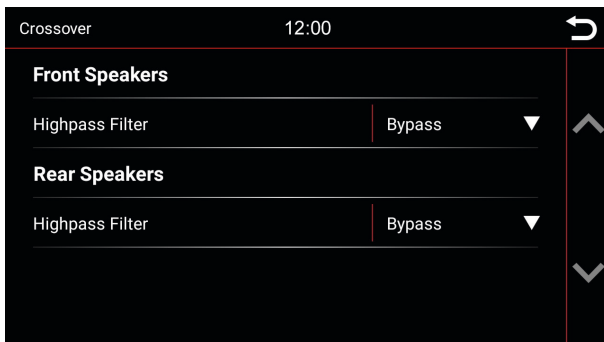 Crossover 12:00
Front Speakers
Highpass Filter Bypass
Rear Speakers
Highpass Filter Bypass